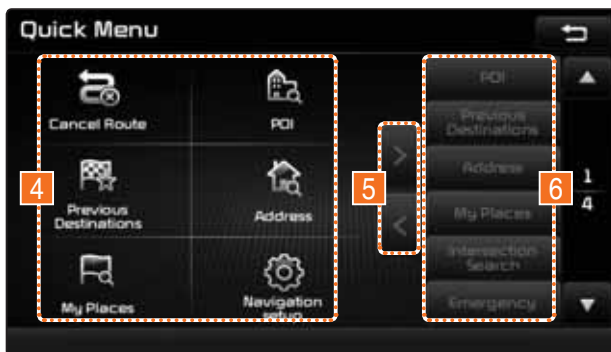 Quick Menu
Cancel Route
POI
4
Previous
Destinations
Address
My Places
Navigation
setup
5
>
<
6
POI
Previous
Destinations
Address
My Places
Intersection
Search
Emergency
1
4